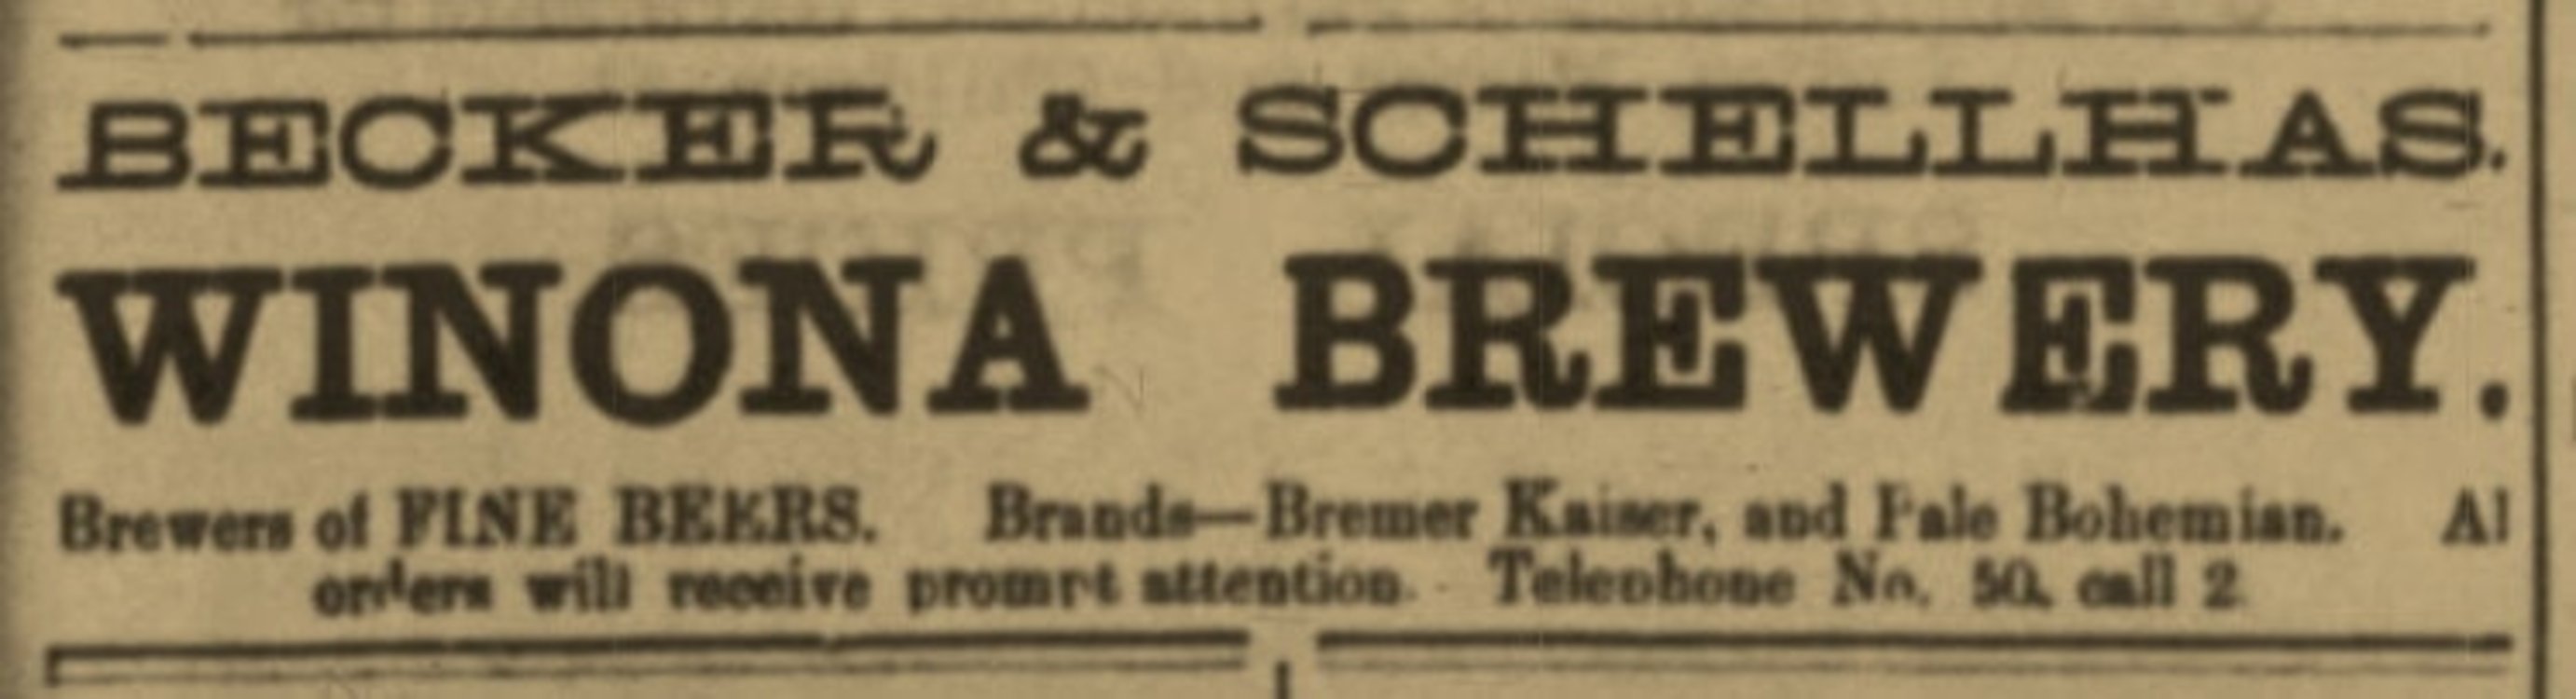 BECKER & SCHELLHAS.
WINONA BREWERY.
Brewers of FINE BEERS. Brands—Bremer Kaiser, and Pale Bohemian. Al
orders will receive prompt attention. Telephone No. 50, call 2